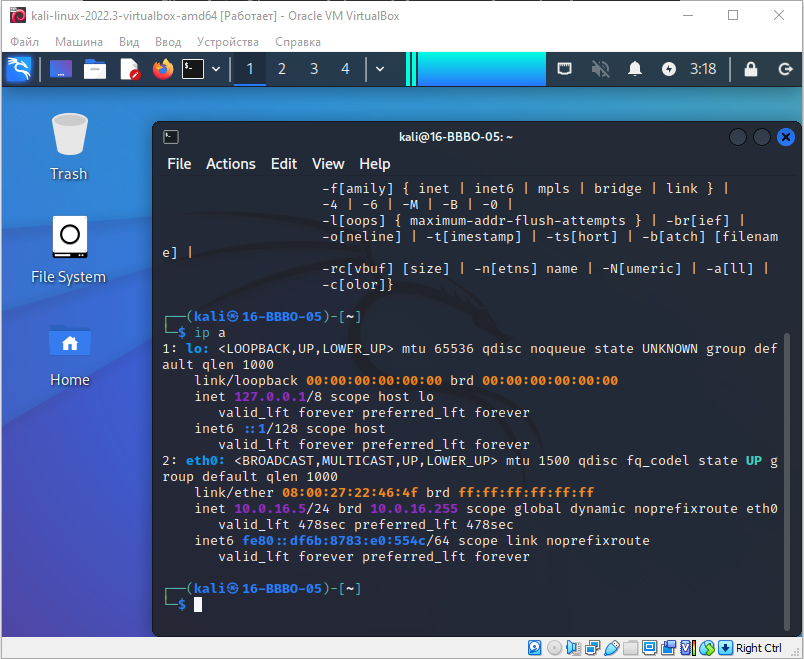 kali-linux-2022.3-virtualbox-amd64 [Работает] - Oracle VM VirtualBox
Файл Машина Вид Ввод Устройства Справка
1 2 3 4 3:18
Trash
File System
Home
kali@16-BBBO-05: ~
File Actions Edit View Help
-f[amily] { inet | inet6 | mpls | bridge | link } |
-4 | -6 | -M | -B | -0 |
-l[oops] { maximum-addr-flush-attempts } | -br[ief] |
-o[neline] | -t[imestamp] | -ts[hort] | -b[atch] [filenam
e] |
-rc[vbuf] [size] | -n[etns] name | -N[umeric] | -a[ll] |
-c[olor]}
┌──(kali㉿16-BBBO-05)-[~]
└─$ ip a
1: lo: <LOOPBACK,UP,LOWER_UP> mtu 65536 qdisc noqueue state UNKNOWN group def
ault qlen 1000
link/loopback 00:00:00:00:00:00 brd 00:00:00:00:00:00
inet 127.0.0.1/8 scope host lo
valid_lft forever preferred_lft forever
inet6 ::1/128 scope host
valid_lft forever preferred_lft forever
2: eth0: <BROADCAST,MULTICAST,UP,LOWER_UP> mtu 1500 qdisc fq_codel state UP g
roup default qlen 1000
link/ether 08:00:27:22:46:4f brd ff:ff:ff:ff:ff:ff
inet 10.0.16.5/24 brd 10.0.16.255 scope global dynamic noprefixroute eth0
valid_lft 478sec preferred_lft 478sec
inet6 fe80::df6b:8783:e0:554c/64 scope link noprefixroute
valid_lft forever preferred_lft forever
┌──(kali㉿16-BBBO-05)-[~]
└─$
Right Ctrl